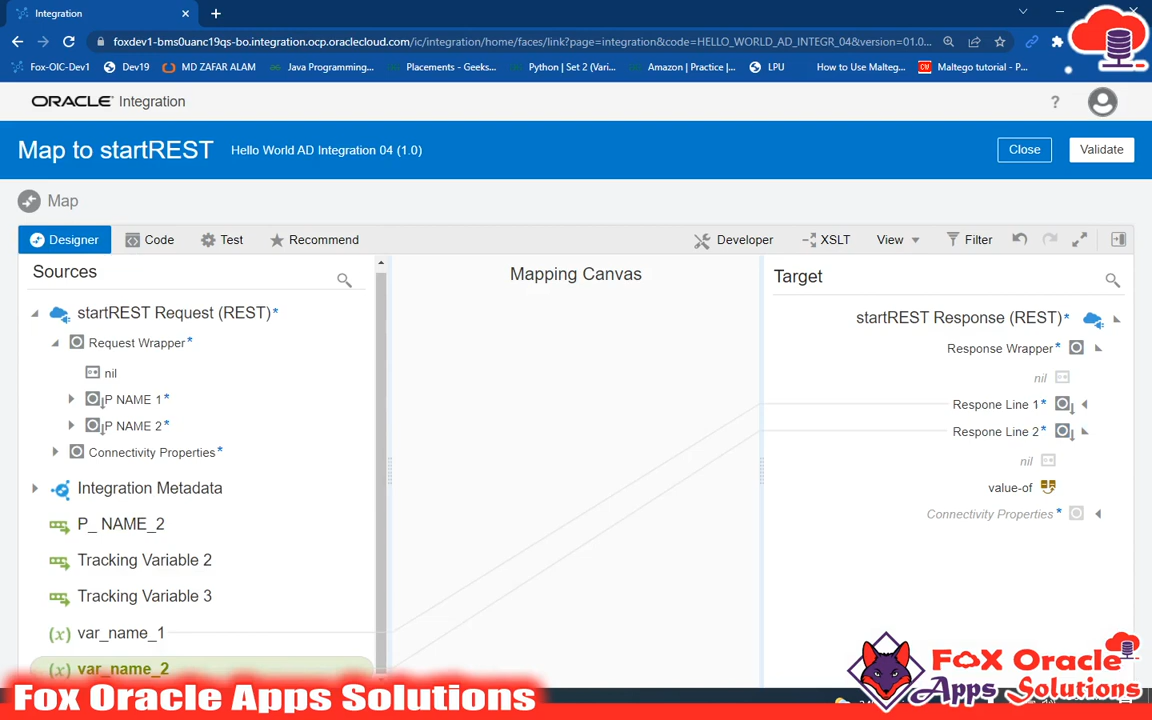 Integration
foxdev1-bms0uanc19qs-bo.integration.ocp.oraclecloud.com/ic/integration/home/faces/link?page=integration&code=HELLO_WORLD_AD_INTEGR_04&version=01.0...
Fox-OIC-Dev1 Dev19 MD ZAFAR ALAM Java Programming... Placements - Geeks... Python | Set 2 (Vari... Amazon | Practice |... LPU How to Use Malteg... CW Maltego tutorial - P...
ORACLE Integration ?
Map to startREST Hello World AD Integration 04 (1.0) Close Validate
Map
Designer Code Test Recommend Developer XSLT View Filter
Sources Mapping Canvas Target
startREST Request (REST)* startREST Response (REST)*
Request Wrapper* Response Wrapper*
nil nil
P NAME 1* Respone Line 1*
P NAME 2* Respone Line 2*
Connectivity Properties* nil
Integration Metadata value-of
Connectivity Properties*
P_ NAME_2
Tracking Variable 2
Tracking Variable 3
(x) var_name_1
(x) var_name_2
Fox Oracle Apps Solutions
FOX Oracle
Apps Solutions